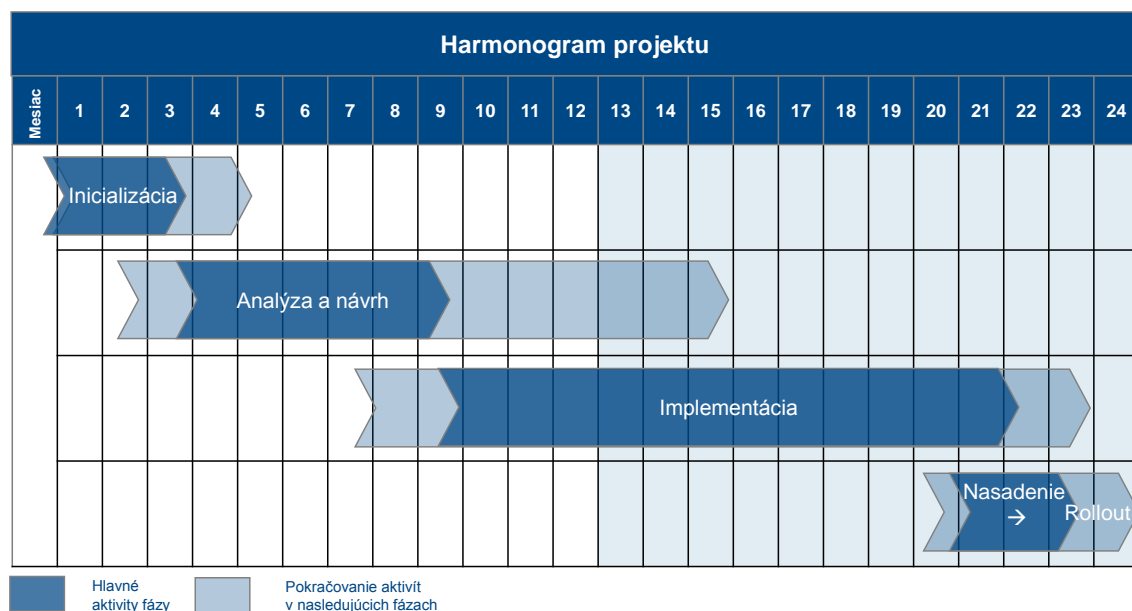 Harmonogram projektu
Mesiac 1 2 3 4 5 6 7 8 9 10 11 12 13 14 15 16 17 18 19 20 21 22 23 24
Inicializácia
Analýza a návrh
Implementácia
Nasadenie
→ Rollout
Hlavné
aktivity fázy
Pokračovanie aktivít
v nasledujúcich fázach